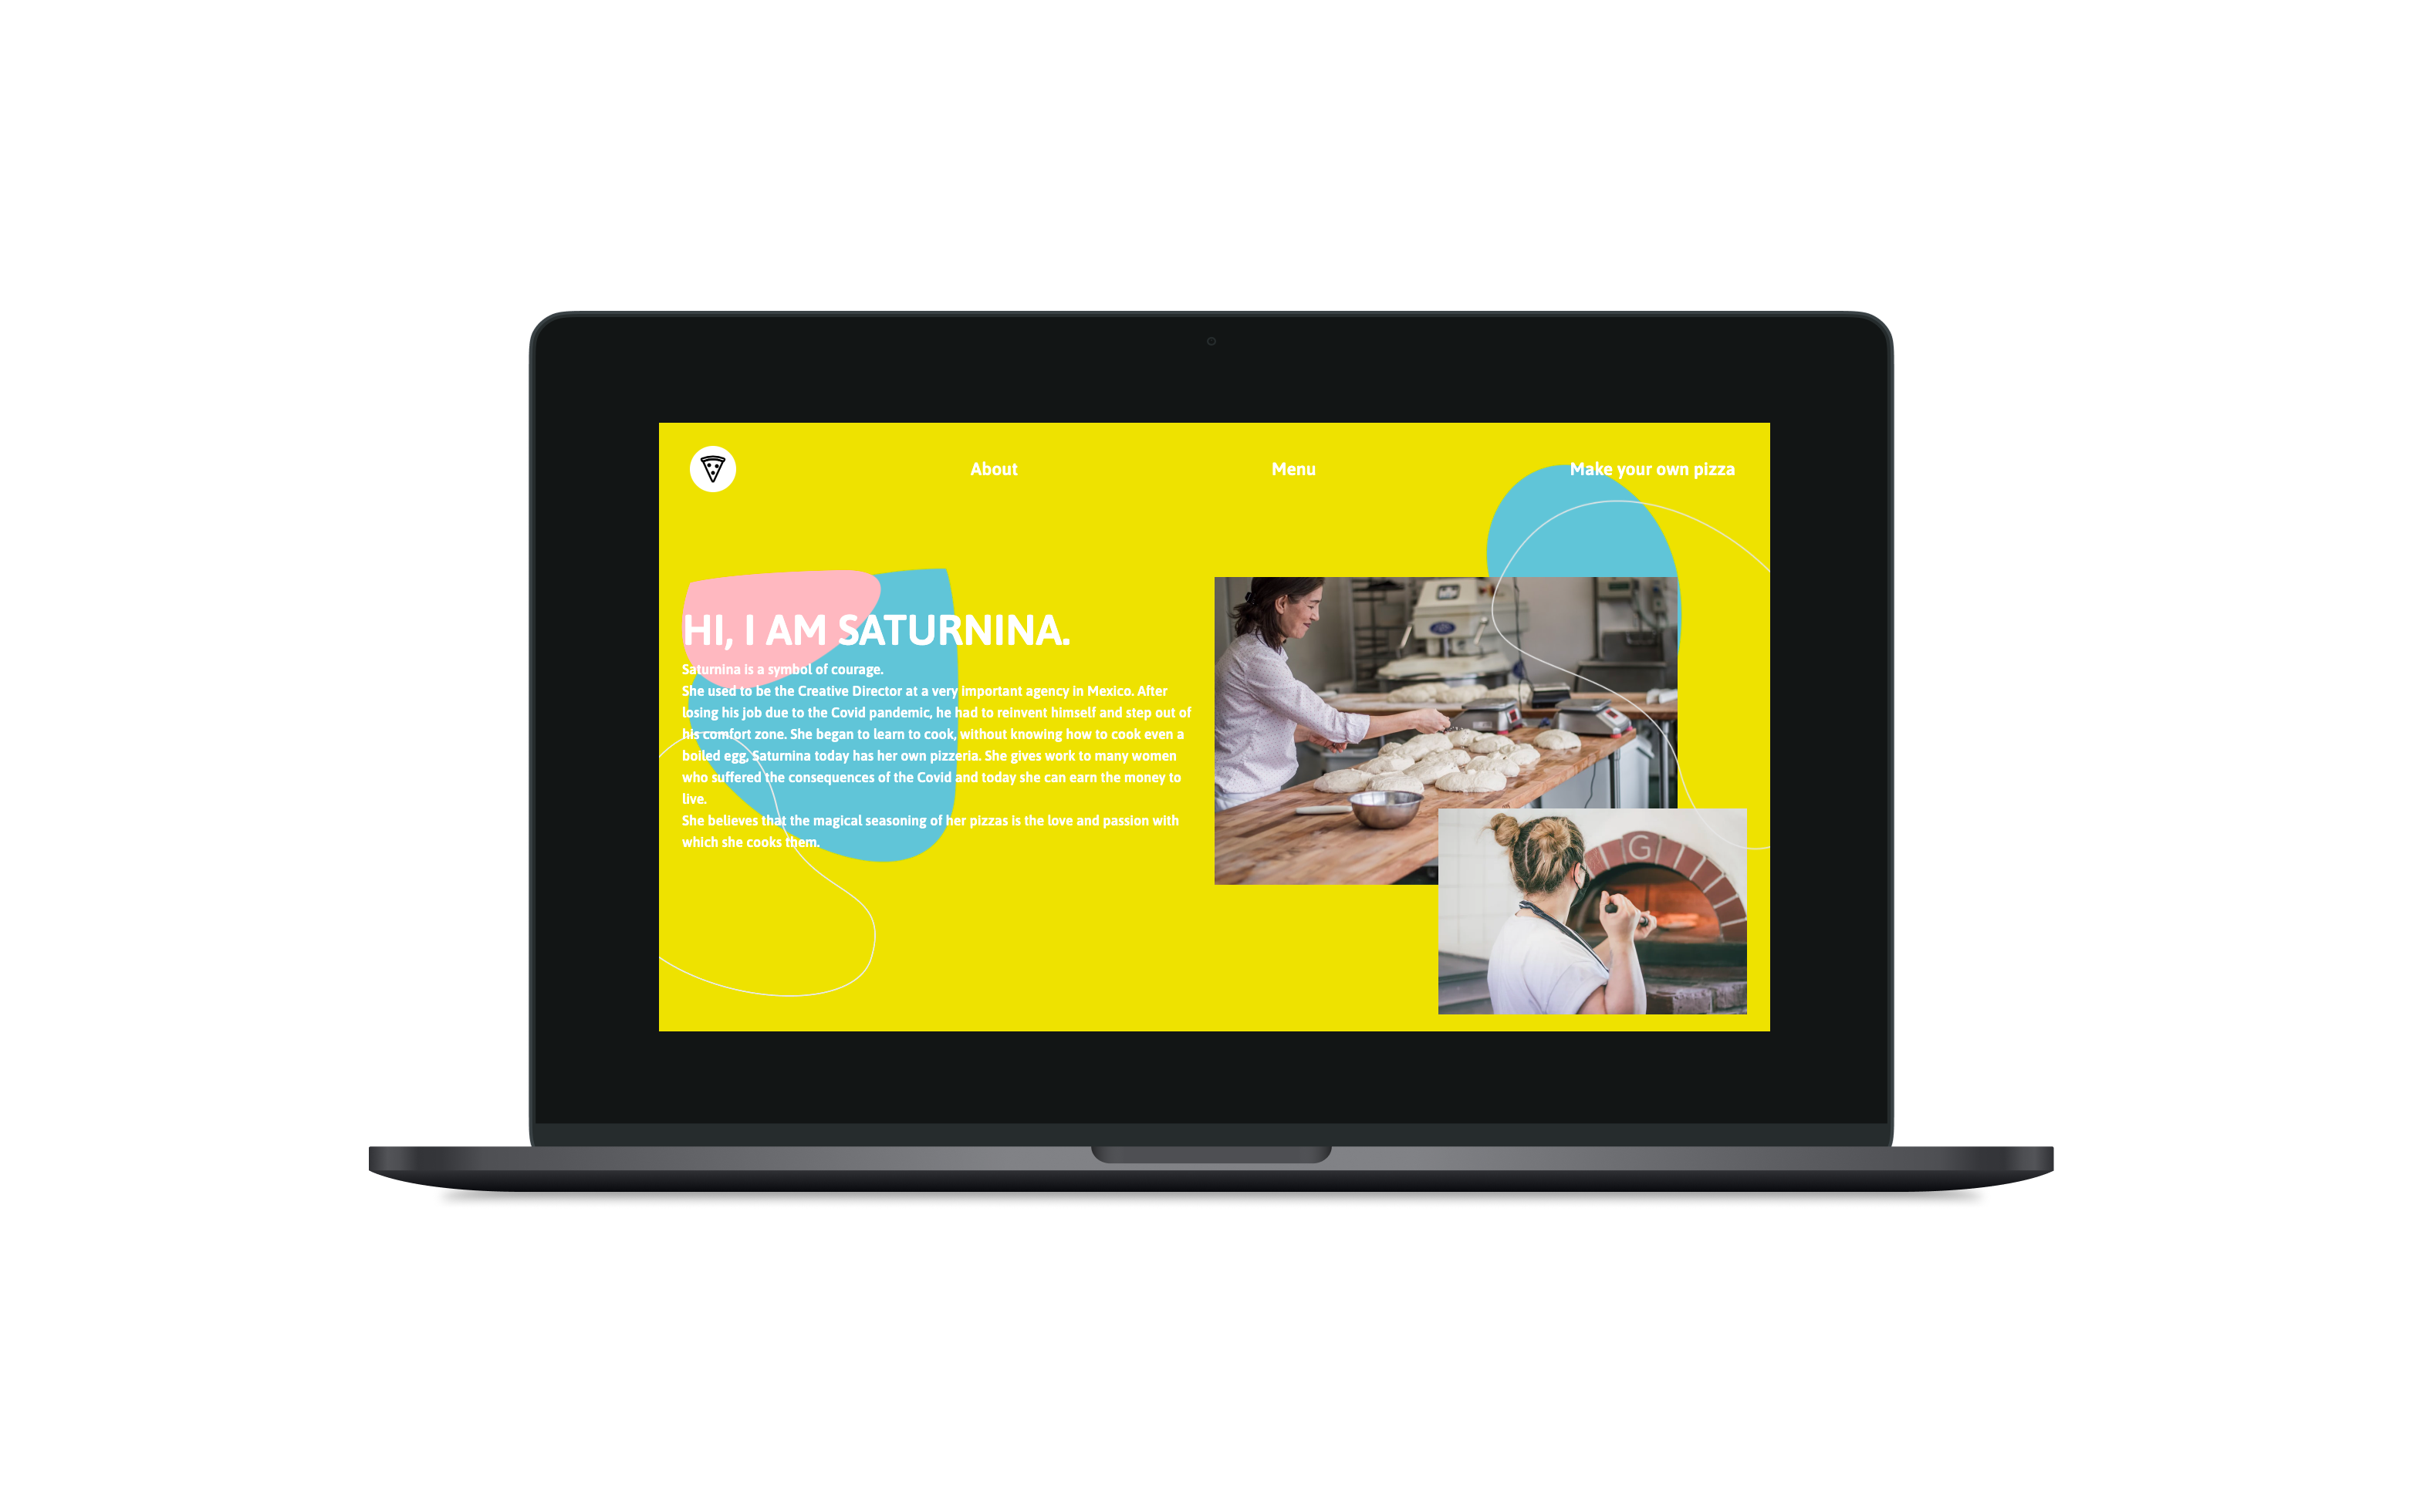 About
Menu
Make your own pizza
HI, I AM SATURNINA.
Saturnina is a symbol of courage.
She used to be the Creative Director at a very important agency in Mexico. After
losing his job due to the Covid pandemic, he had to reinvent himself and step out of
his comfort zone. She began to learn to cook, without knowing how to cook even a
boiled egg, Saturnina today has her own pizzeria. She gives work to many women
who suffered the consequences of the Covid and today she can earn the money to
live.
She believes that the magical seasoning of her pizzas is the love and passion with
which she cooks them.
G